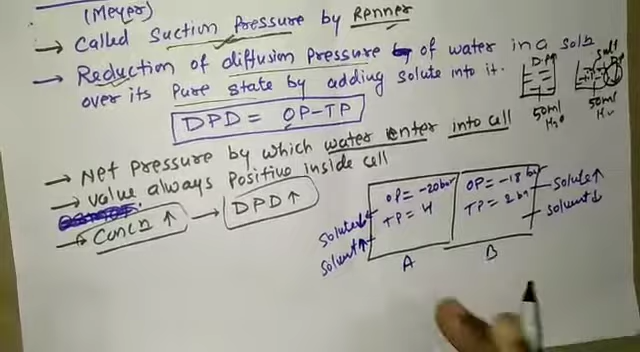 (Meyer)
→ Called Suction Pressure by Renner
→ Reduction of diffusion pressure of water in a soln
over its Pure state by adding solute into it.
DPD = OP-TP
→ Net pressure by which water enter into cell
→ value always Positive inside cell
→ Concn ↑ → DPD ↑
DPT
50ml
H₂O
Salt
50ml
OP = -20bar
TP = 4
Solute↓
Solvent↑
A
OP = -18 bar
TP = 2 bar
Solute↑
Solvent↓
B